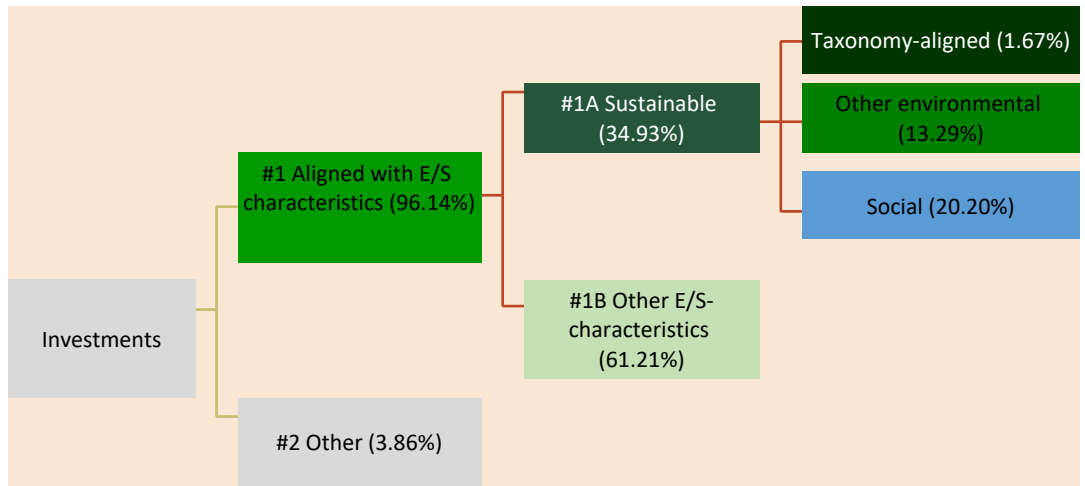 Investments
#1 Aligned with E/S
characteristics (96.14%)
#2 Other (3.86%)
#1A Sustainable
(34.93%)
#1B Other E/S-
characteristics
(61.21%)
Taxonomy-aligned (1.67%)
Other environmental
(13.29%)
Social (20.20%)